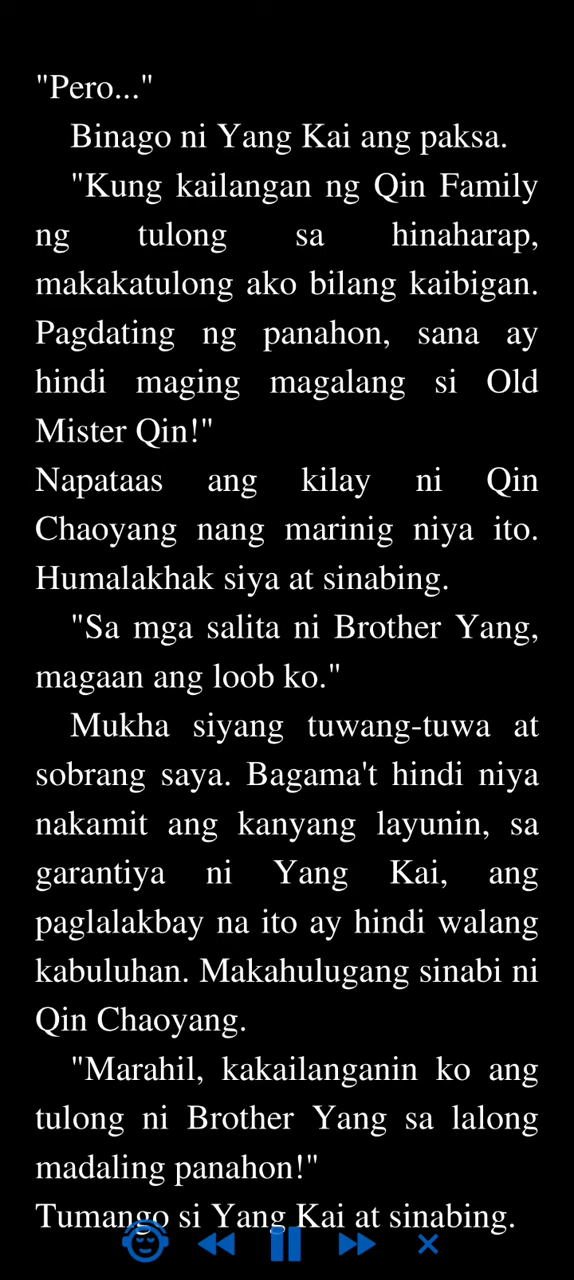 "Pero..."
Binago ni Yang Kai ang paksa.
"Kung kailangan ng Qin Family
ng tulong sa hinaharap,
makakatulong ako bilang kaibigan.
Pagdating ng panahon, sana ay
hindi maging magalang si Old
Mister Qin!"
Napataas ang kilay ni Qin
Chaoyang nang marinig niya ito.
Humalakhak siya at sinabing.
"Sa mga salita ni Brother Yang,
magaan ang loob ko."
Mukha siyang tuwang-tuwa at
sobrang saya. Bagama't hindi niya
nakamit ang kanyang layunin, sa
garantiya ni Yang Kai, ang
paglalakbay na ito ay hindi walang
kabuluhan. Makahulugang sinabi ni
Qin Chaoyang.
"Marahil, kakailanganin ko ang
tulong ni Brother Yang sa lalong
madaling panahon!"
Tumango si Yang Kai at sinabing.